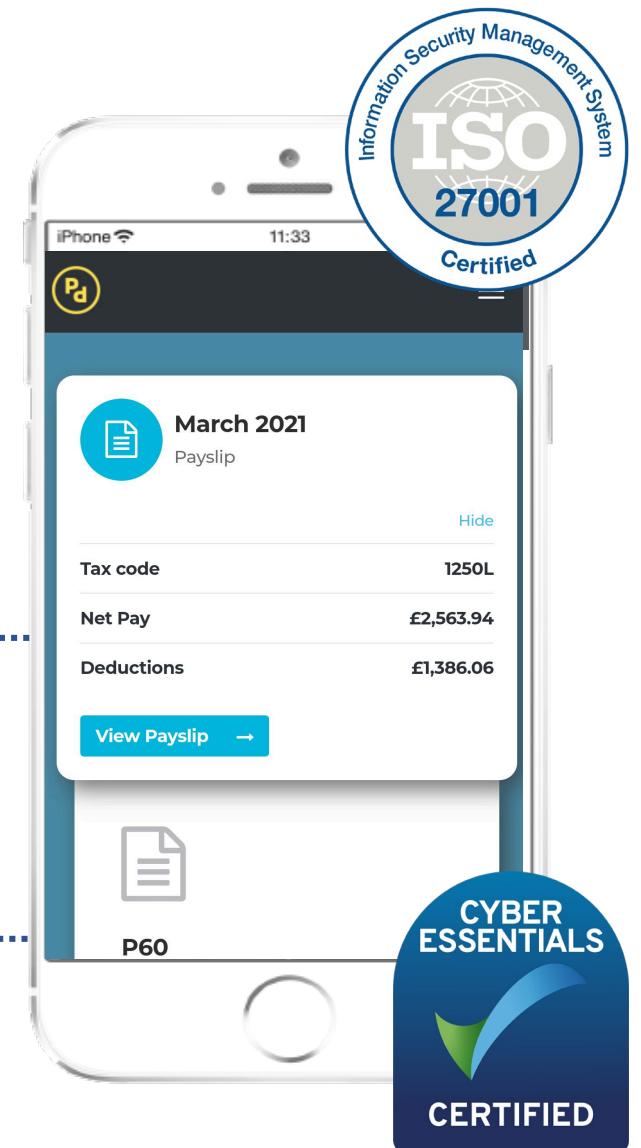 Information Security Management System
ISO
27001
Certified
iPhone 11:33
Pd
March 2021
Payslip
Hide
Tax code 1250L
Net Pay £2,563.94
Deductions £1,386.06
View Payslip →
P60
CYBER
ESSENTIALS
CERTIFIED